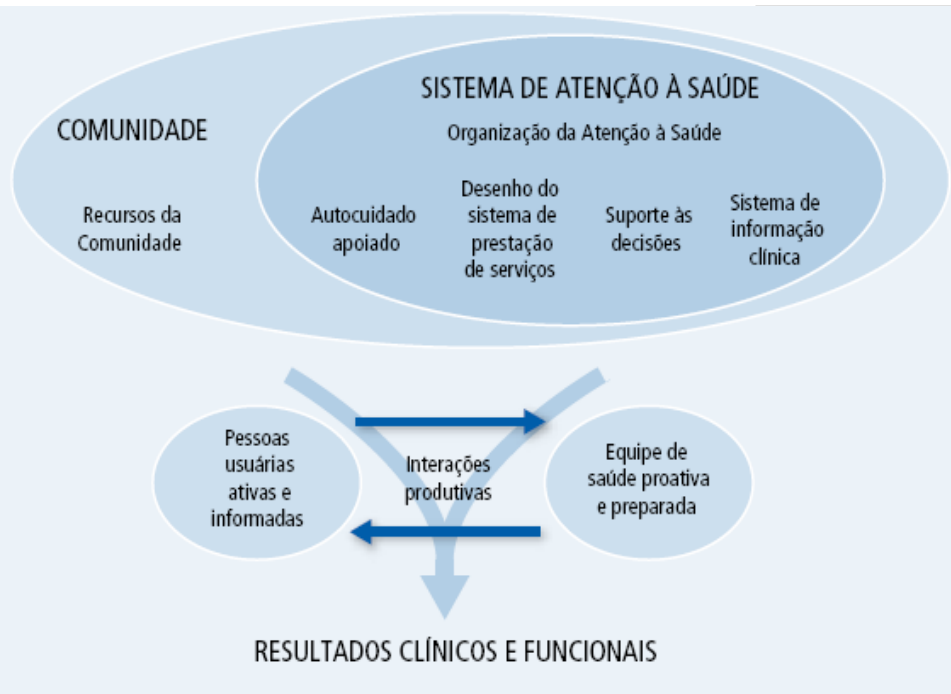 SISTEMA DE ATENÇÃO À SAÚDE
COMUNIDADE
Organização da Atenção à Saúde
Recursos da
Comunidade
Autocuidado
apoiado
Desenho do
sistema de
prestação
de serviços
Suporte às
decisões
Sistema de
informação
clínica
Pessoas
usuárias
ativas e
informadas
Interações
produtivas
Equipe de
saúde proativa
e preparada
RESULTADOS CLÍNICOS E FUNCIONAIS